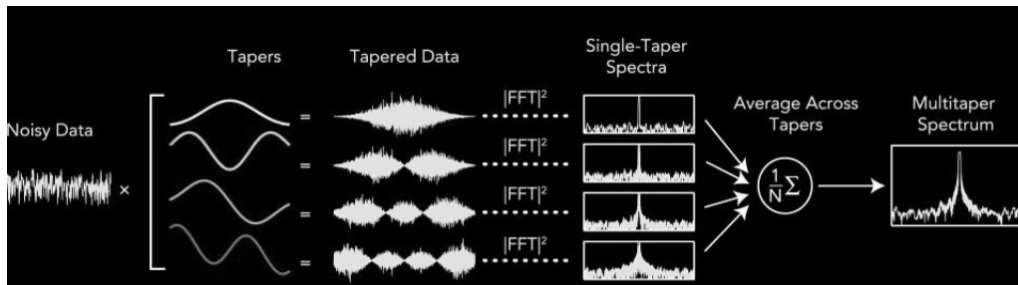 Noisy Data
×
Tapers
=
=
=
=
Tapered Data
|FFT|²
|FFT|²
|FFT|²
|FFT|²
Single-Taper
Spectra
Average Across
Tapers
1/N Σ
Multitaper
Spectrum